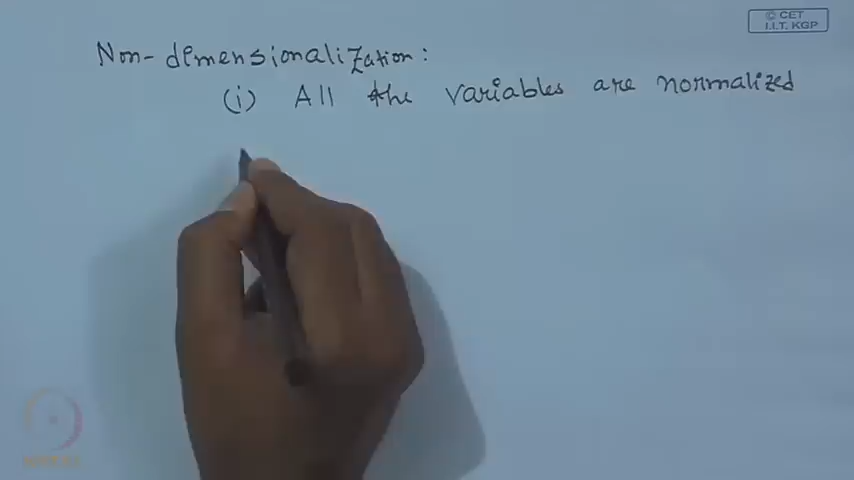 © CET
I.I.T. KGP
Non-dimensionalization:
(i) All the variables are normalized